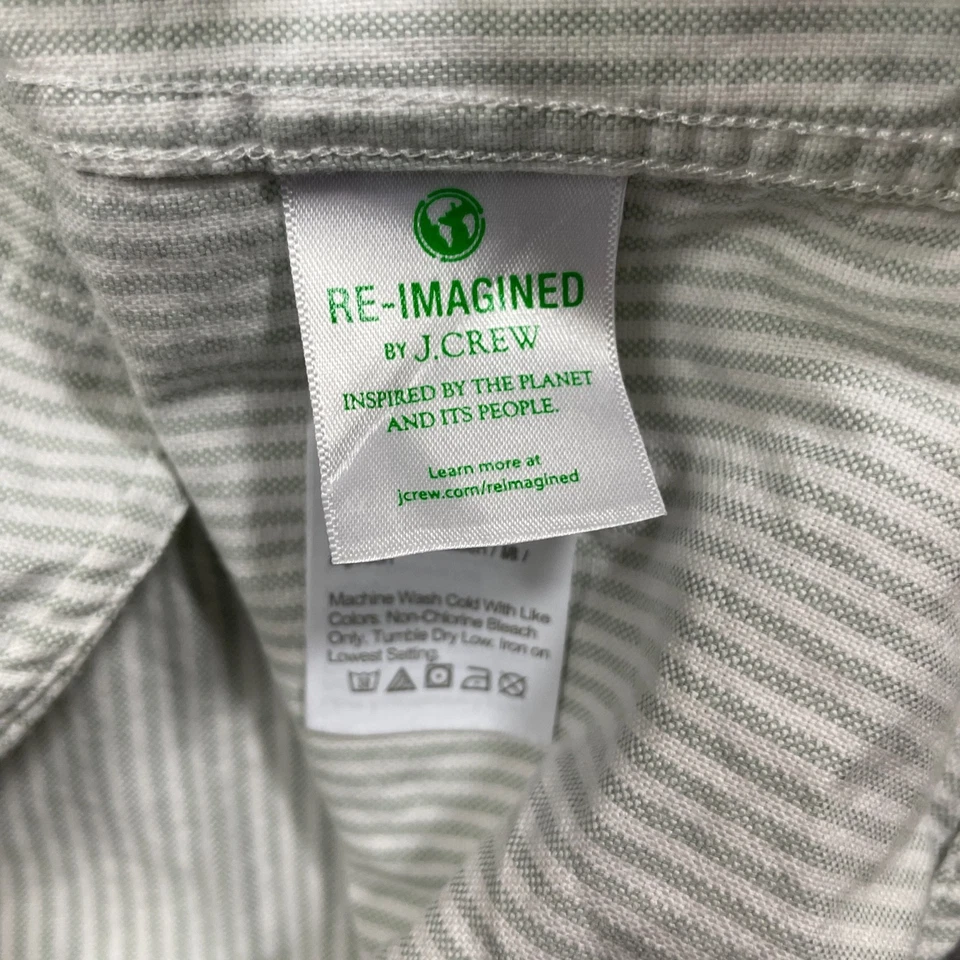 RE-IMAGINED
BY J.CREW
INSPIRED BY THE PLANET
AND ITS PEOPLE.
Learn more at
jcrew.com/reimagined
Machine Wash Cold With Like
Colors. Non-Chlorine Bleach
Only. Tumble Dry Low. Iron on
Lowest Setting.